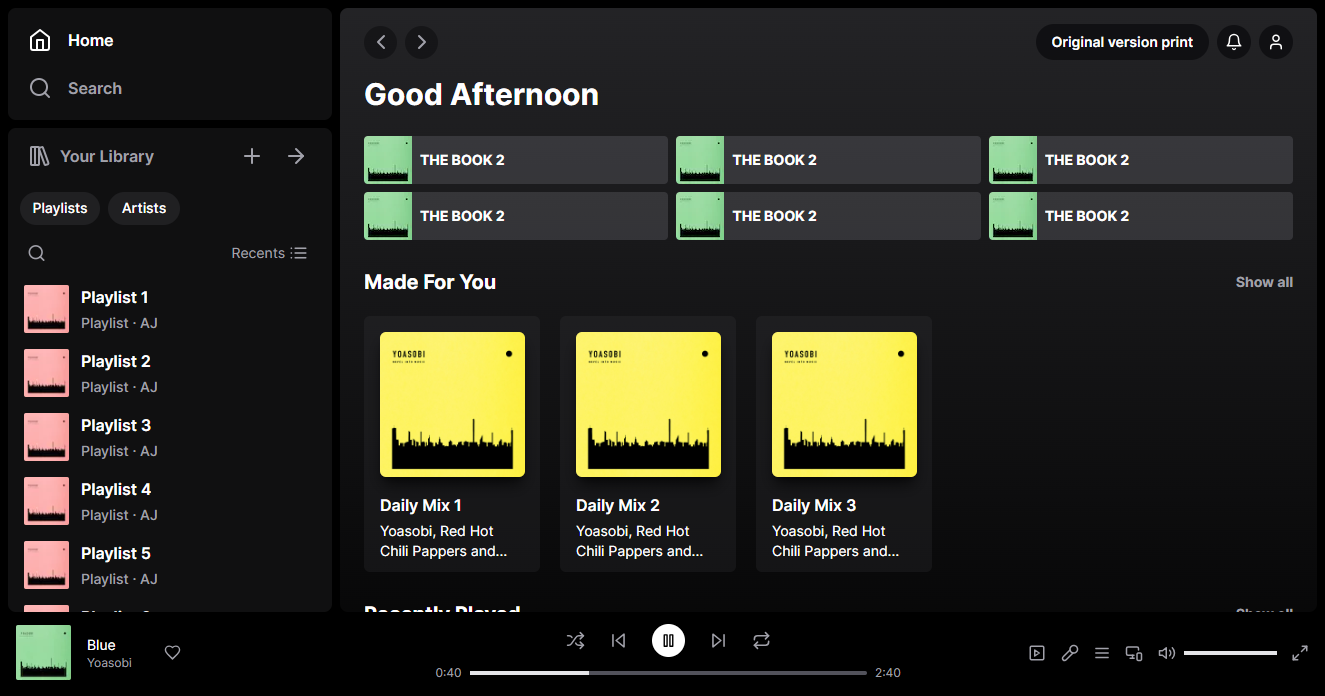 Home
Search
Your Library
Playlists
Artists
Recents
Playlist 1
Playlist · AJ
Playlist 2
Playlist · AJ
Playlist 3
Playlist · AJ
Playlist 4
Playlist · AJ
Playlist 5
Playlist · AJ
Original version print
Good Afternoon
THE BOOK 2
THE BOOK 2
THE BOOK 2
THE BOOK 2
THE BOOK 2
THE BOOK 2
Made For You
Show all
YOASOBI
YOASOBI
YOASOBI
Daily Mix 1
Yoasobi, Red Hot
Chili Pappers and...
Daily Mix 2
Yoasobi, Red Hot
Chili Pappers and...
Daily Mix 3
Yoasobi, Red Hot
Chili Pappers and...
Recently Played
Show all
Blue
Yoasobi
0:40
2:40